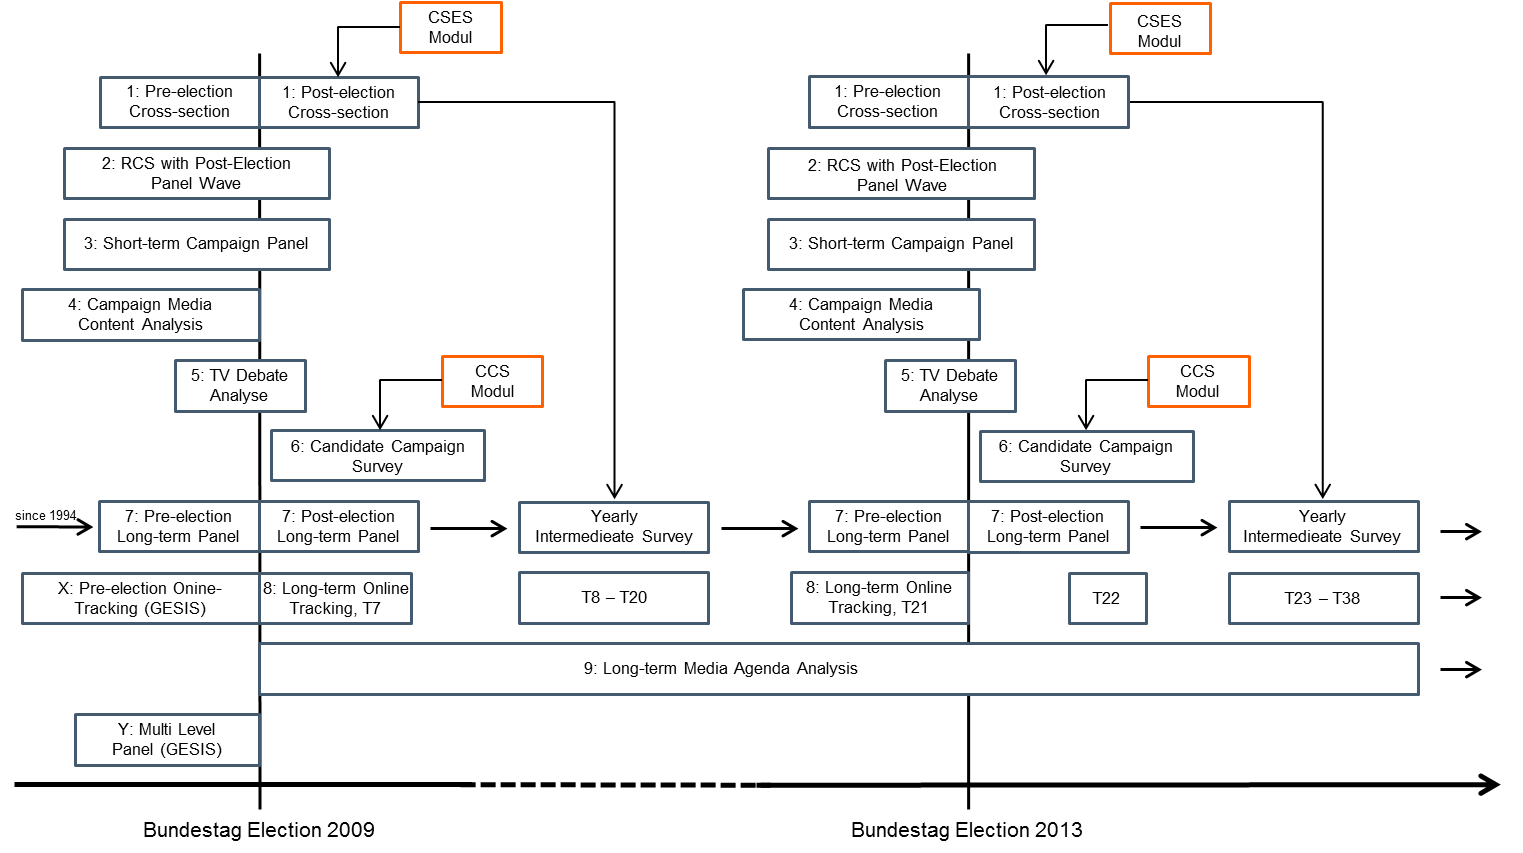 CSES
Modul
CSES
Modul
1: Pre-election
Cross-section
1: Post-election
Cross-section
1: Pre-election
Cross-section
1: Post-election
Cross-section
2: RCS with Post-Election
Panel Wave
2: RCS with Post-Election
Panel Wave
3: Short-term Campaign Panel
3: Short-term Campaign Panel
4: Campaign Media
Content Analysis
4: Campaign Media
Content Analysis
5: TV Debate
Analyse
CCS
Modul
5: TV Debate
Analyse
CCS
Modul
6: Candidate Campaign
Survey
6: Candidate Campaign
Survey
since 1994
7: Pre-election
Long-term Panel
7: Post-election
Long-term Panel
Yearly
Intermedieate Survey
7: Pre-election
Long-term Panel
7: Post-election
Long-term Panel
Yearly
Intermedieate Survey
X: Pre-election Onine-
Tracking (GESIS)
8: Long-term Online
Tracking, T7
T8 – T20
8: Long-term Online
Tracking, T21
T22
T23 – T38
9: Long-term Media Agenda Analysis
Y: Multi Level
Panel (GESIS)
Bundestag Election 2009
Bundestag Election 2013